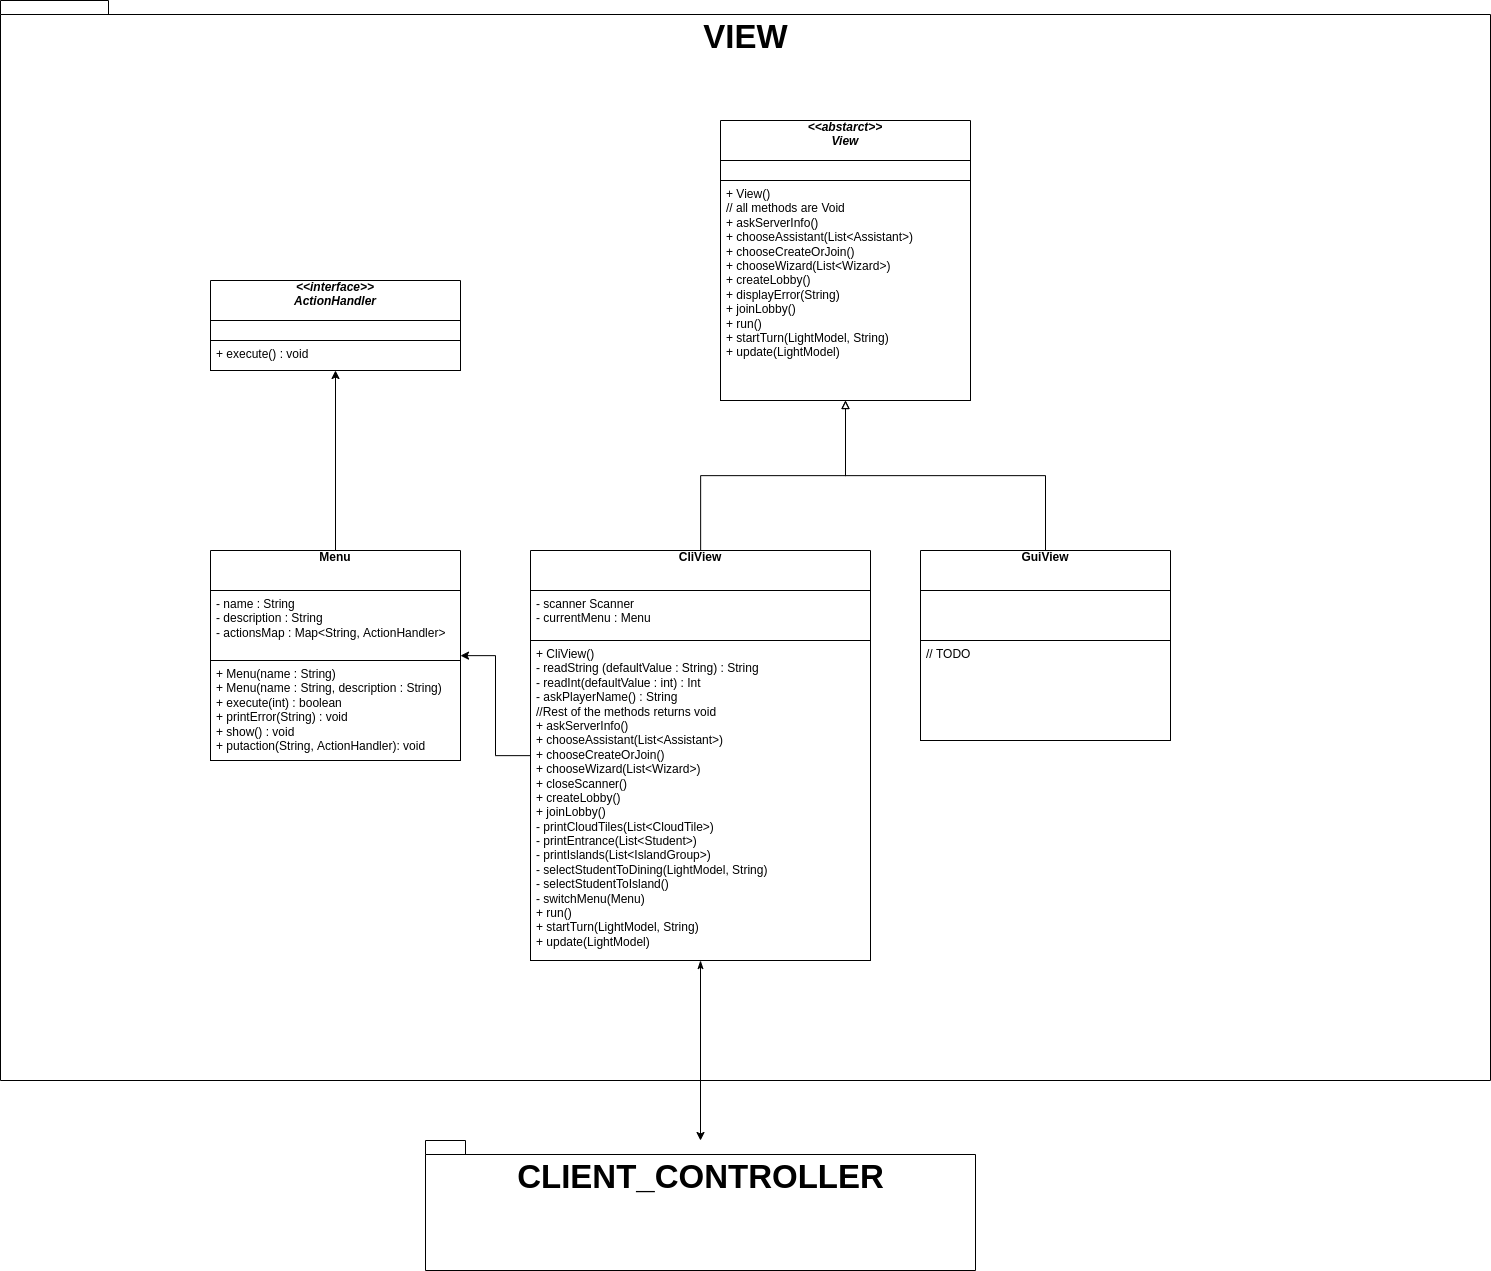 VIEW
<<abstarct>>
View
+ View()
// all methods are Void
+ askServerInfo()
+ chooseAssistant(List<Assistant>)
+ chooseCreateOrJoin()
+ chooseWizard(List<Wizard>)
+ createLobby()
+ displayError(String)
+ joinLobby()
+ run()
+ startTurn(LightModel, String)
+ update(LightModel)
<<interface>>
ActionHandler
+ execute() : void
Menu
- name : String
- description : String
- actionsMap : Map<String, ActionHandler>
+ Menu(name : String)
+ Menu(name : String, description : String)
+ execute(int) : boolean
+ printError(String) : void
+ show() : void
+ putaction(String, ActionHandler): void
CliView
- scanner Scanner
- currentMenu : Menu
+ CliView()
- readString (defaultValue : String) : String
- readInt(defaultValue : int) : Int
- askPlayerName() : String
//Rest of the methods returns void
+ askServerInfo()
+ chooseAssistant(List<Assistant>)
+ chooseCreateOrJoin()
+ chooseWizard(List<Wizard>)
+ closeScanner()
+ createLobby()
+ joinLobby()
- printCloudTiles(List<CloudTile>)
- printEntrance(List<Student>)
- printIslands(List<IslandGroup>)
- selectStudentToDining(LightModel, String)
- selectStudentToIsland()
- switchMenu(Menu)
+ run()
+ startTurn(LightModel, String)
+ update(LightModel)
GuiView
// TODO
CLIENT_CONTROLLER